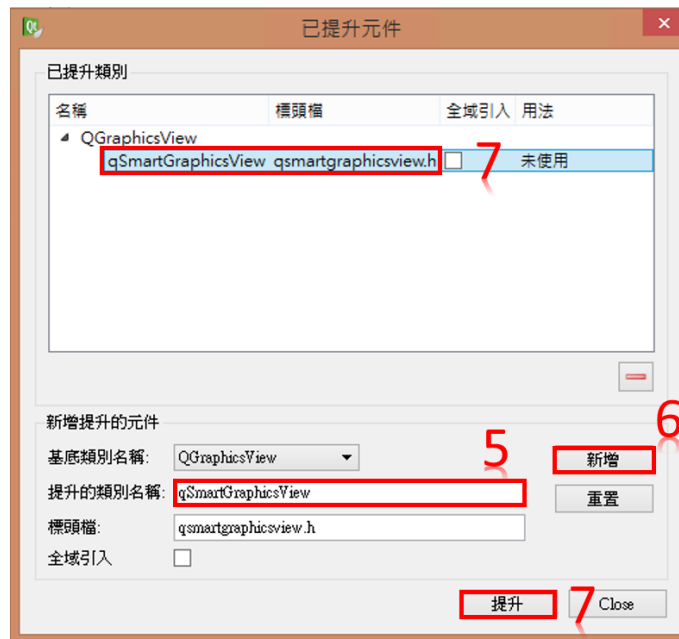 已提升元件
已提升類別
名稱 標頭檔 全域引入 用法
QGraphicsView
qSmartGraphicsView qsmartgraphicsview.h 7 未使用
新增提升的元件
6
基底類別名稱: QGraphicsView 5 新增
提升的類別名稱: qSmartGraphicsView 重置
標頭檔: qsmartgraphicsview.h
全域引入
提升 7 Close